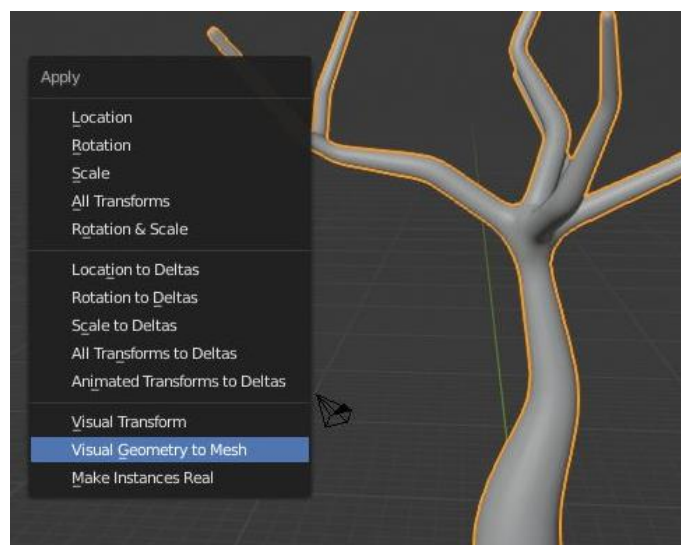 Apply
Location
Rotation
Scale
All Transforms
Rotation & Scale
Location to Deltas
Rotation to Deltas
Scale to Deltas
All Transforms to Deltas
Animated Transforms to Deltas
Visual Transform
Visual Geometry to Mesh
Make Instances Real